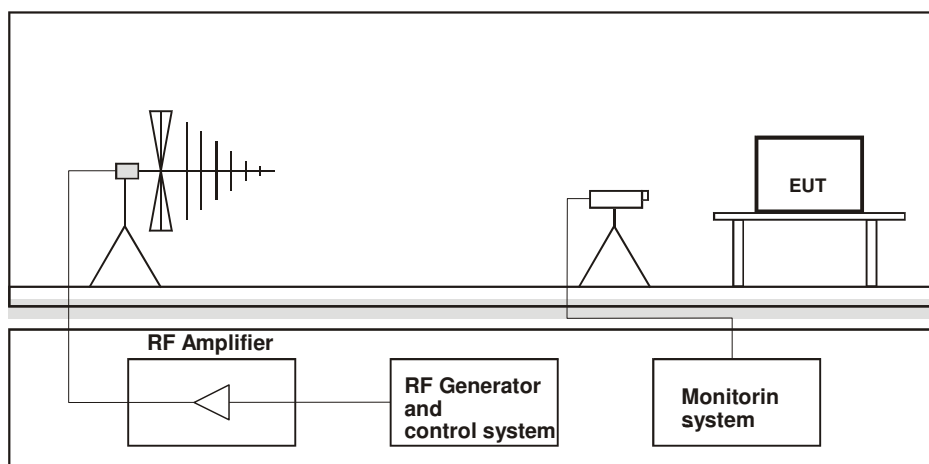 EUT
RF Amplifier
RF Generator
and
control system
Monitorin
system